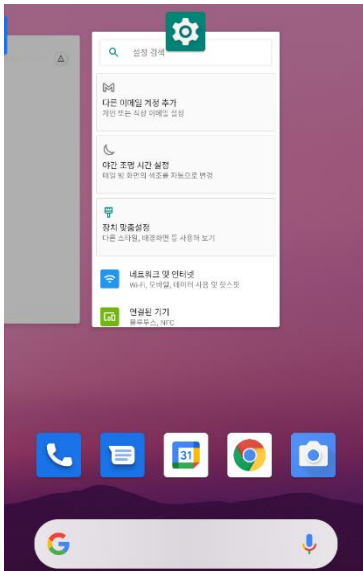 설정 검색
다른 이메일 계정 추가
개인 또는 직장 이메일 설정
야간 조명 시간 설정
매일 밤 화면의 색조를 자동으로 변경
장치 맞춤설정
다른 스타일, 배경화면 등 사용해 보기
네트워크 및 인터넷
Wi-Fi, 모바일, 데이터 사용 및 핫스팟
연결된 기기
블루투스, NFC
31